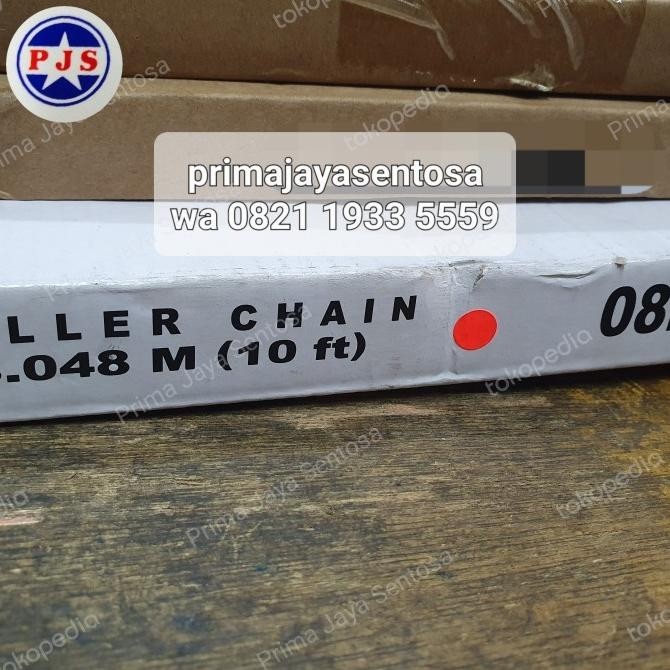 PJS
primajayasentosa
wa 0821 1933 5559
LLER CHAIN
.048 M (10 ft)
08
tokopedia
Prima Jaya Sentosa